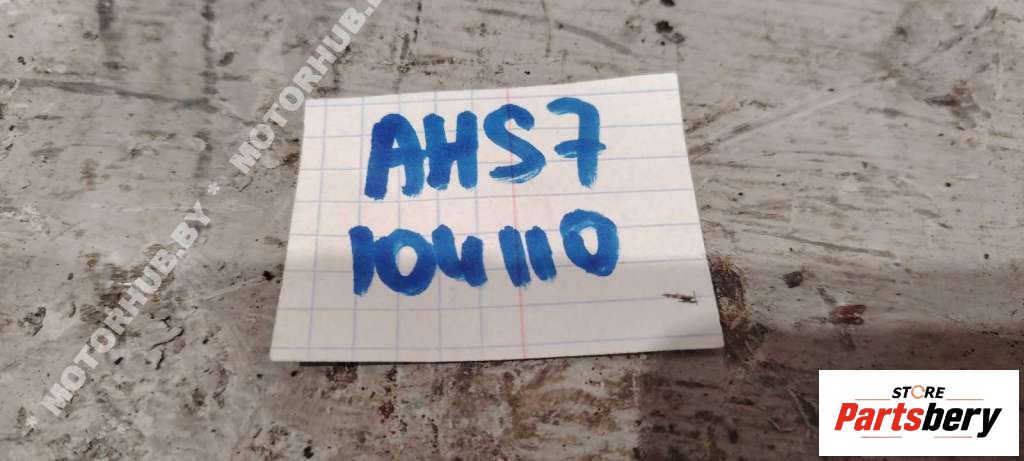 * MOTORHUB.BY * MOTORHUB.BY
AHS7
104110
STORE
Partsbery